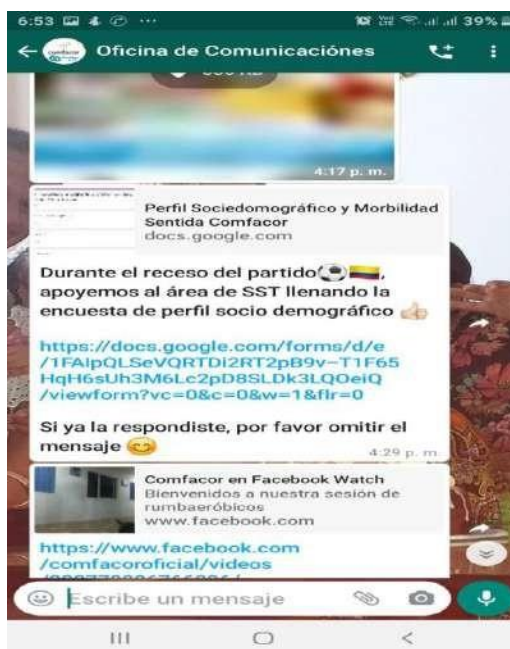 6:53
39%
Oficina de Comunicaciónes
4:17 p. m.
Perfil Sociedomográfico y Morbilidad
Sentida Comfacor
docs.google.com
Durante el receso del partido⚽🇨🇴,
apoyemos al área de SST llenando la
encuesta de perfil socio demográfico 👍🏻
https://docs.google.com/forms/d/e
/1FAIpQLSeVQRTDi2RT2pB9v-T1F65
HqH6sUh3M6Lc2pD8SLDk3LQOeiQ
/viewform?vc=0&c=0&w=1&flr=0
Si ya la respondiste, por favor omitir el
mensaje 😊
4:29 p. m.
Comfacor en Facebook Watch
Bienvenidos a nuestra sesión de
rumbaeróbicos
www.facebook.com
https://www.facebook.com
/comfacoroficial/videos
Escribe un mensaje